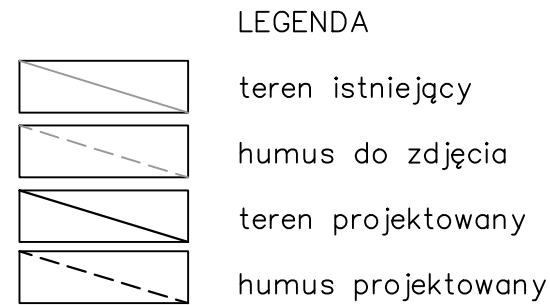 LEGENDA
teren istniejący
humus do zdjęcia
teren projektowany
humus projektowany